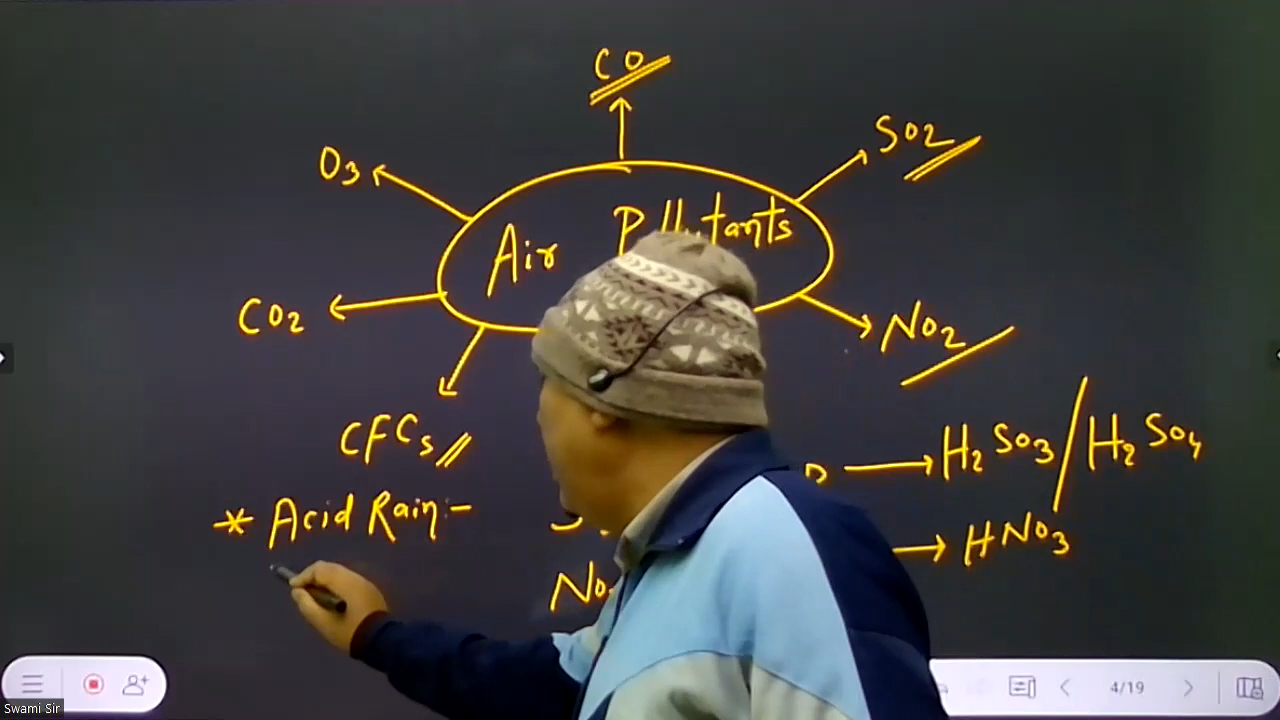 CO
SO2
O3
Air Pollutants
CO2
NO2
CFCs
H2SO3/H2SO4
* Acid Rain:-
HNO3
4/19
Swami Sir